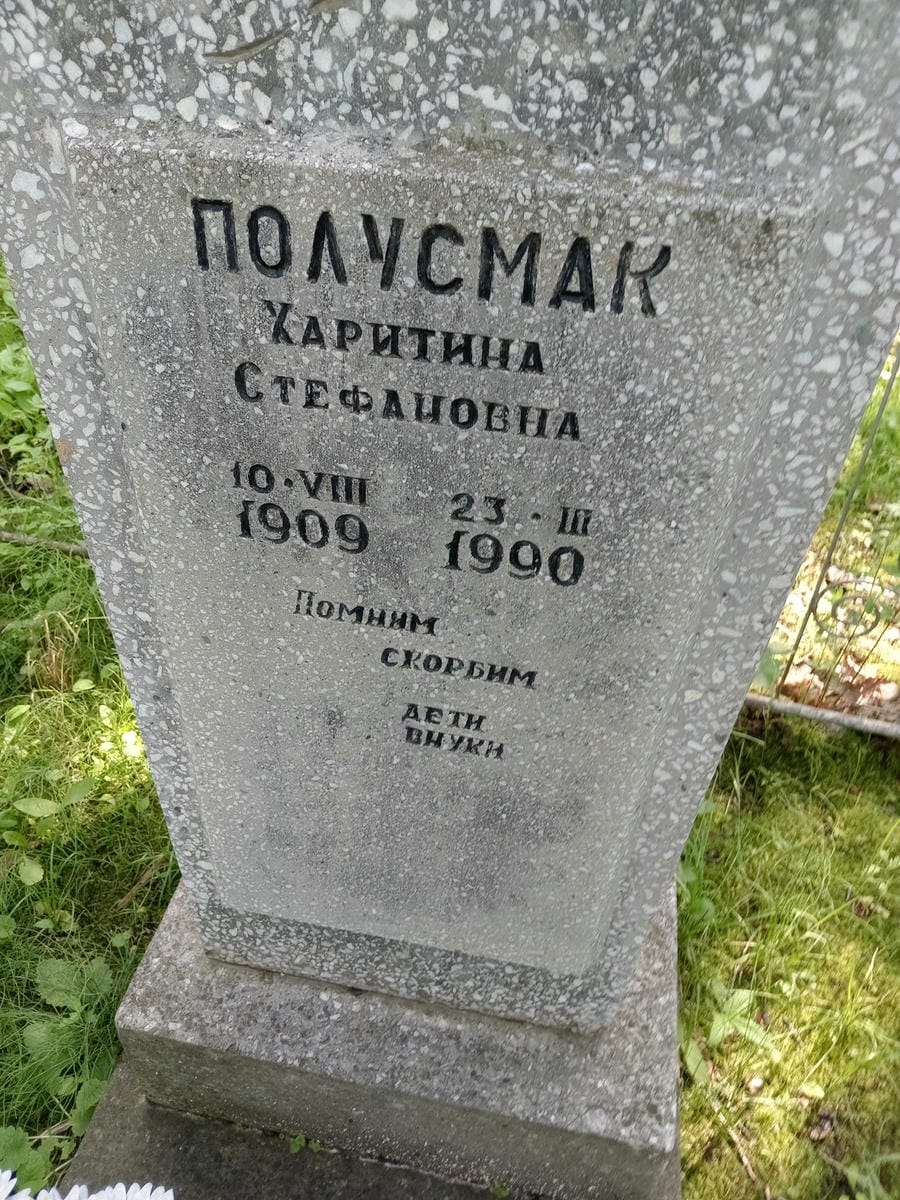 ПОЛУСМАК
ХАРИТИНА
СТЕФАНОВНА
10·VIII 23·III
1909 1990
Помним
скорбим
дети
внуки